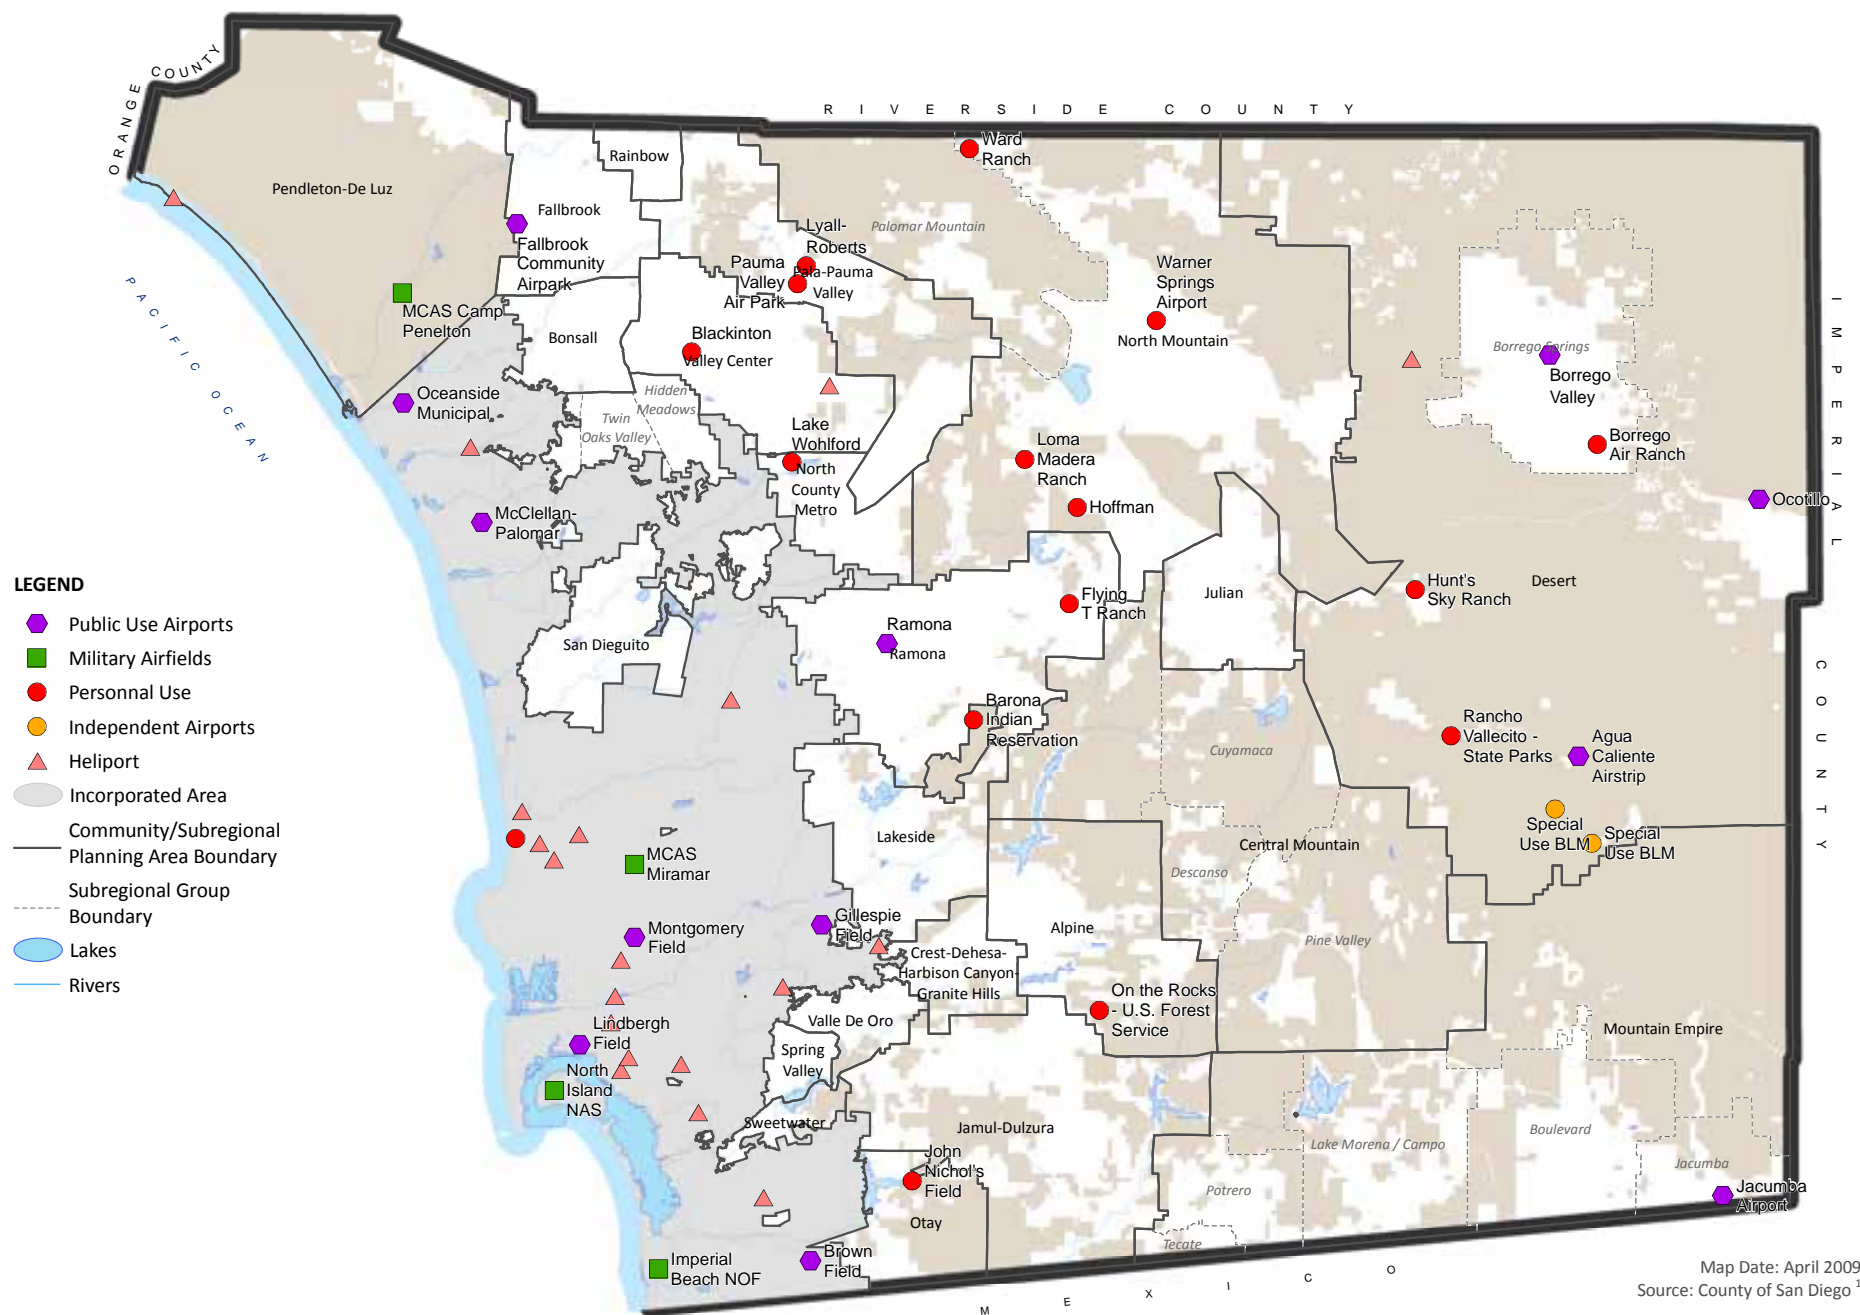 ORANGE COUNTY
RIVERSIDE COUNTY
IMPERIAL COUNTY
MEXICO
PACIFIC OCEAN
Pendleton-De Luz
Rainbow
Fallbrook
Fallbrook
Community
Airpark
Ward
Ranch
Palomar Mountain
Lyall-
Roberts
Pauma
Valley
Air Park
Pala-Pauma
Valley
Warner
Springs
Airport
North Mountain
MCAS Camp
Penelton
Bonsall
Blackinton
Valley Center
Borrego Springs
Borrego
Valley
Oceanside
Municipal
Hidden
Meadows
Twin
Oaks Valley
Lake
Wohlford
North
County
Metro
Loma
Madera
Ranch
Hoffman
Borrego
Air Ranch
Ocotillo
McClellan-
Palomar
Flying
T Ranch
Julian
Hunt's
Sky Ranch
Desert
San Dieguito
Ramona
Ramona
Barona
Indian
Reservation
Cuyamaca
Rancho
Vallecito -
State Parks
Agua
Caliente
Airstrip
Special
Use BLM
Special
Use BLM
Lakeside
Central Mountain
Descanso
MCAS
Miramar
Montgomery
Field
Gillespie
Field
Alpine
Pine Valley
Crest-Dehesa-
Harbison Canyon-
Granite Hills
On the Rocks
- U.S. Forest
Service
Valle De Oro
Lindbergh
Field
Spring
Valley
Mountain Empire
North
Island
NAS
Sweetwater
Jamul-Dulzura
Lake Morena / Campo
Boulevard
Jacumba
John
Nichol's
Field
Potrero
Jacumba
Airport
Otay
Tecate
Imperial
Beach NOF
Brown
Field
LEGEND
Public Use Airports
Military Airfields
Personnal Use
Independent Airports
Heliport
Incorporated Area
Community/Subregional
Planning Area Boundary
Subregional Group
Boundary
Lakes
Rivers
Map Date: April 2009
Source: County of San Diego 1